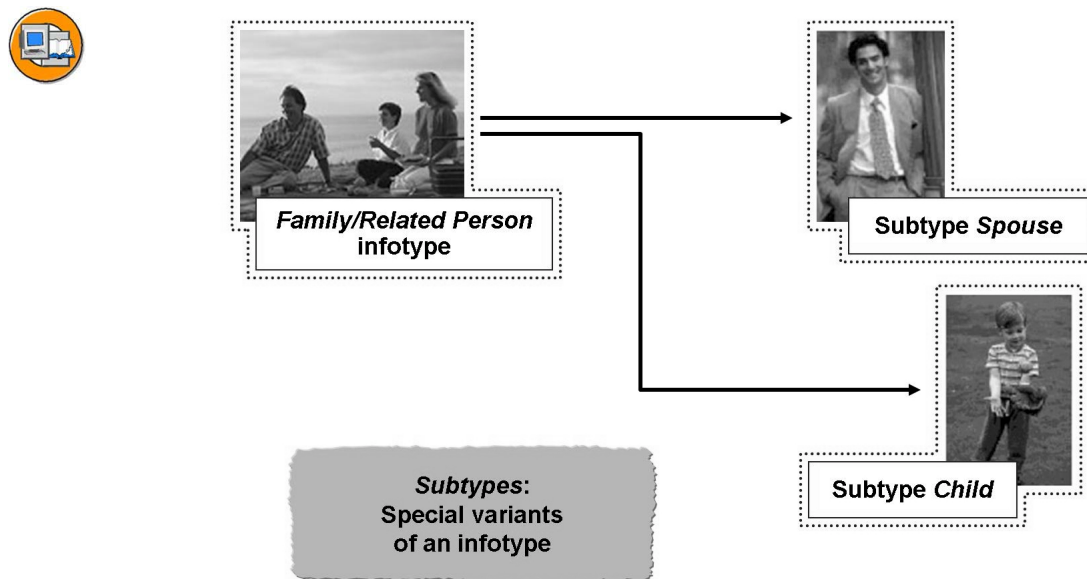 Family/Related Person
infotype
Subtype Spouse
Subtype Child
Subtypes:
Special variants
of an infotype